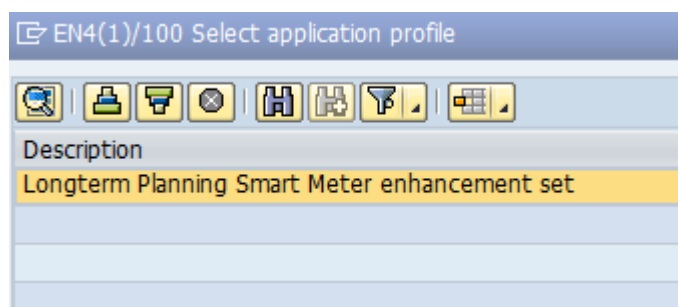 EN4(1)/100 Select application profile
Description
Longterm Planning Smart Meter enhancement set